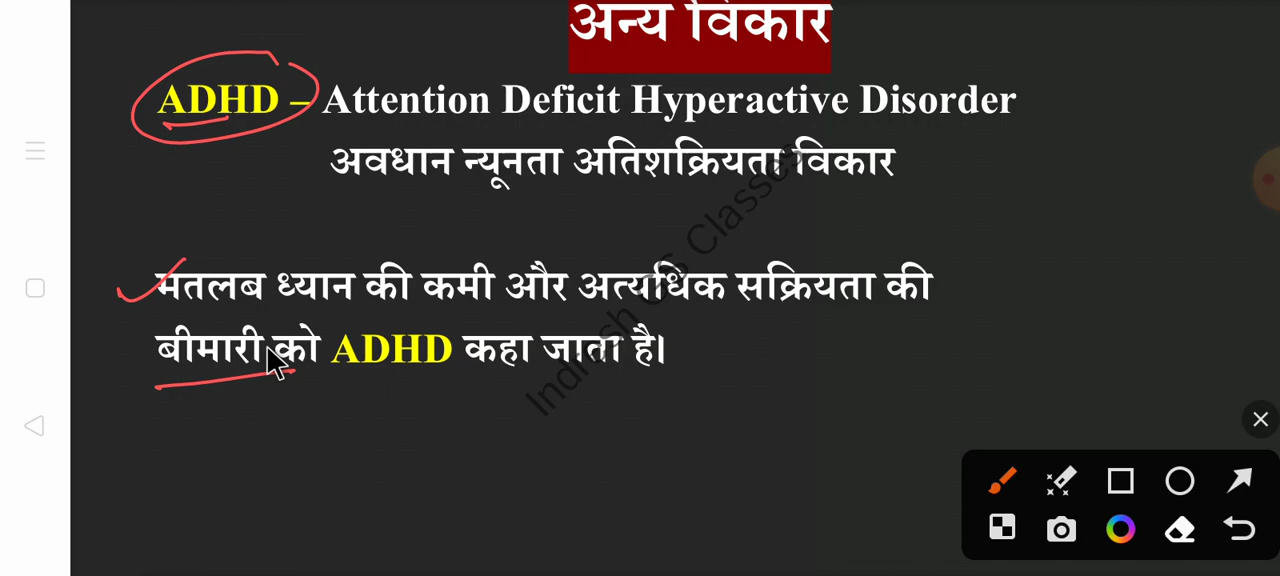 अन्य विकार
ADHD – Attention Deficit Hyperactive Disorder
अवधान न्यूनता अतिशक्रियता विकार
मतलब ध्यान की कमी और अत्यधिक सक्रियता की
बीमारी को ADHD कहा जाता है।